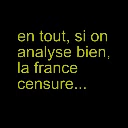 en tout, si on
analyse bien,
la france
censure...